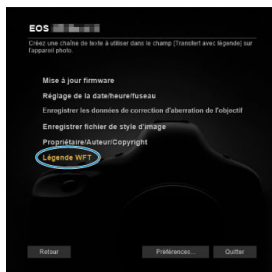 EOS
Créez une chaîne de texte à utiliser dans le champ [Transfert avec légende] sur
l'appareil photo.
Mise à jour firmware
Réglage de la date/heure/fuseau
Enregistrer les données de correction d'aberration de l'objectif
Enregistrer fichier de style d'image
Propriétaire/Auteur/Copyright
Légende WFT
Retour
Préférences...
Quitter